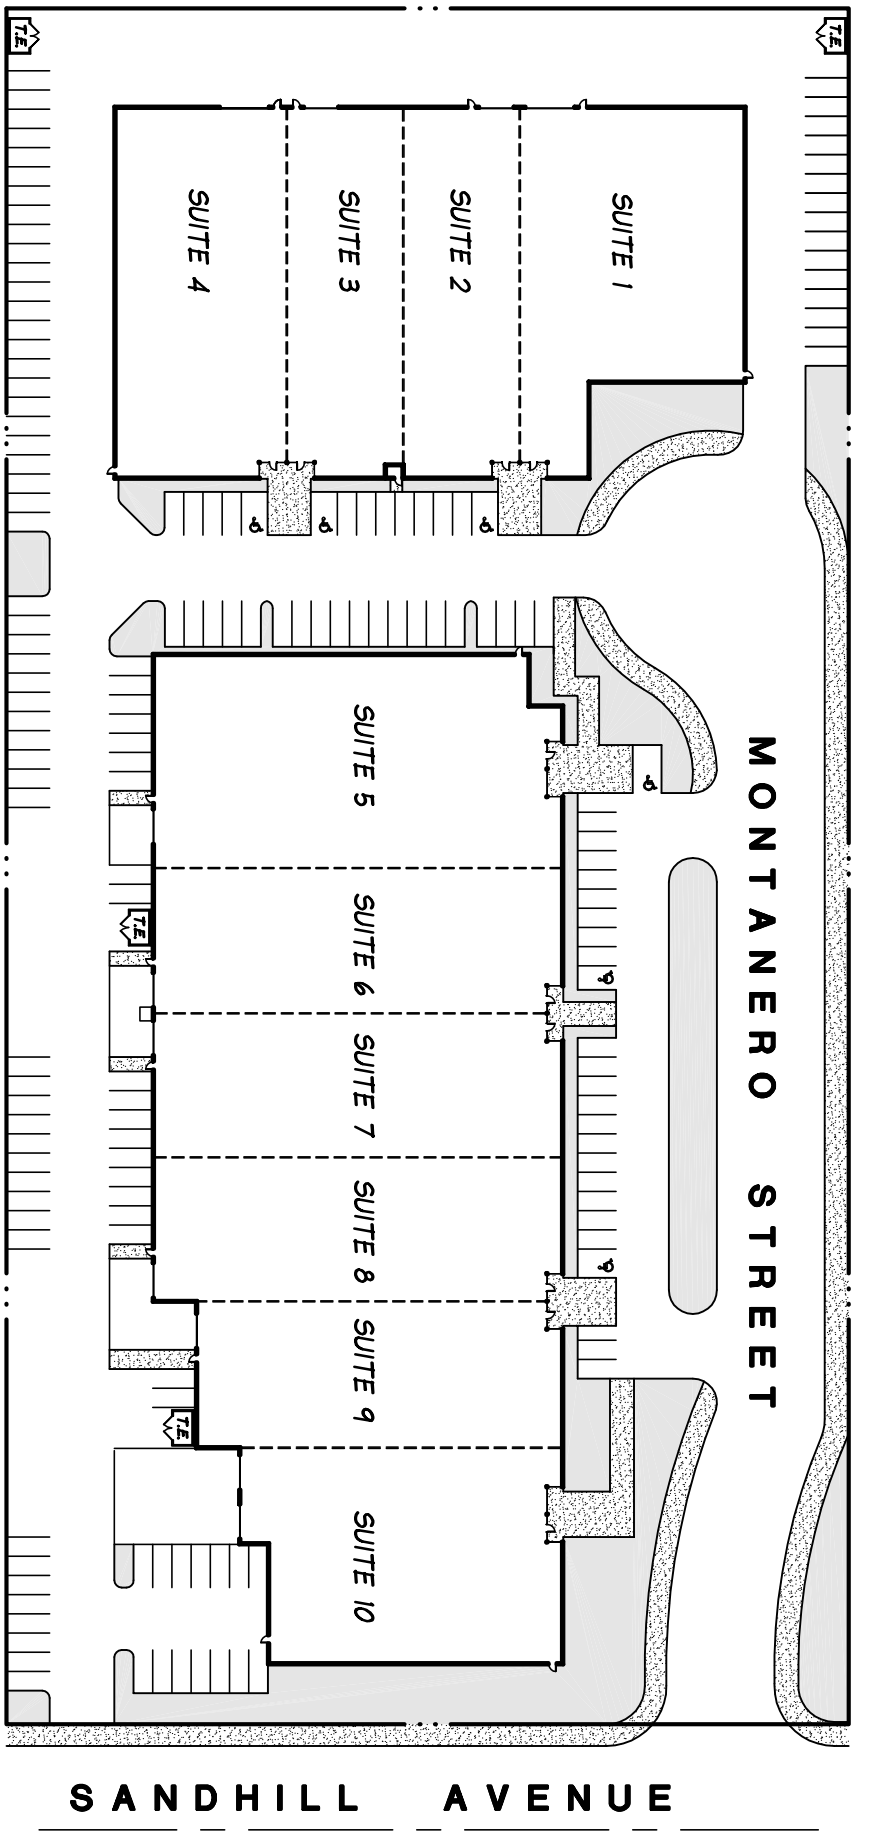 T.E.
T.E.
SUITE 4
SUITE 3
SUITE 2
SUITE 1
SUITE 5
SUITE 6
T.E.
SUITE 7
SUITE 8
SUITE 9
T.E.
SUITE 10
MONTANERO STREET
SANDHILL AVENUE